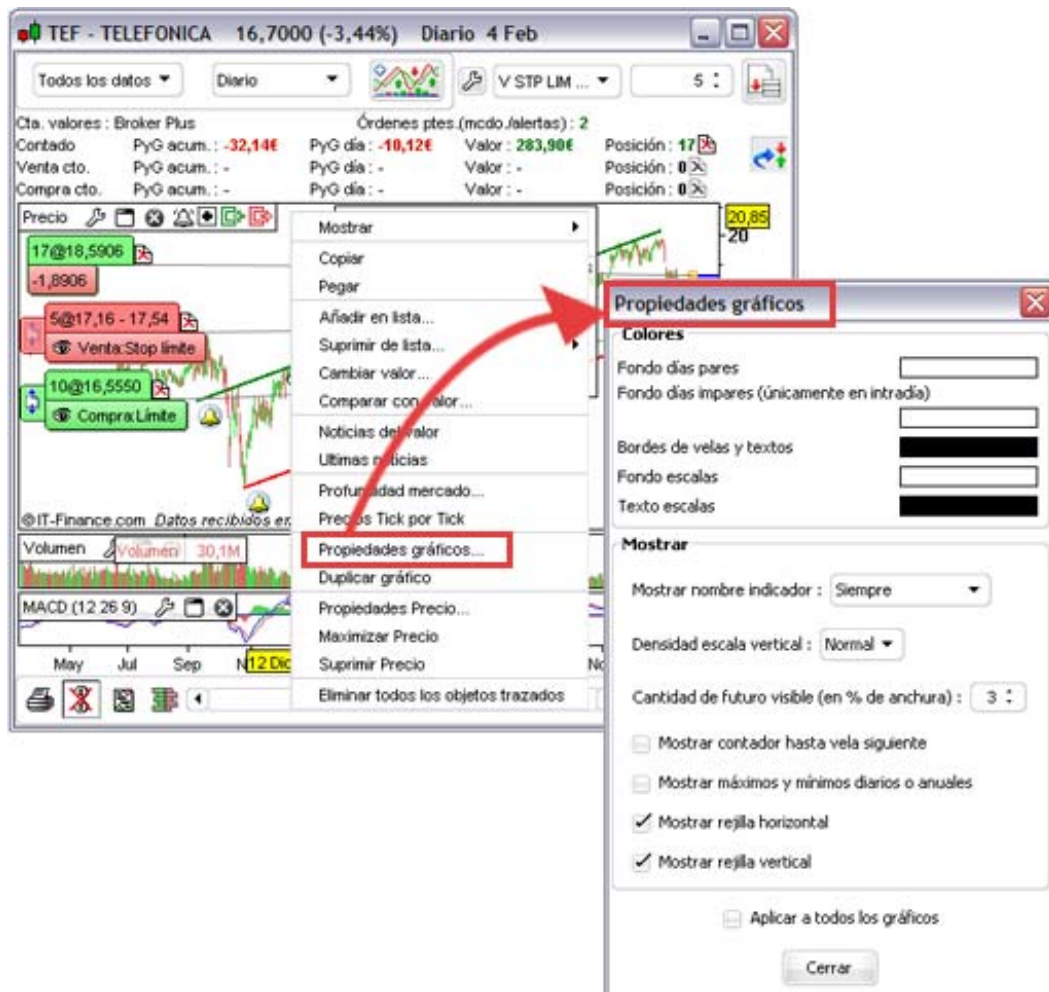 TEF - TELEFONICA 16,7000 (-3,44%) Diario 4 Feb
Todos los datos Diario V STP LIM ... 5
Cta. valores : Broker Plus Órdenes ptes.(mcdo./alertas) : 2
Contado PyG acum. : -32,14€ PyG día : -10,12€ Valor : 283,90€ Posición : 17
Venta cto. PyG acum. : - PyG día : - Valor : - Posición : 0
Compra cto. PyG acum. : - PyG día : - Valor : - Posición : 0
Precio
20,85
20
17@18,5906
-1,8906
5@17,16 - 17,54
Venta:Stop límite
10@16,5550
Compra:Límite
©IT-Finance.com Datos recibidos
Volumen
Volumen 30,1M
MACD (12 26 9)
May Jul Sep 12 Dic
Mostrar
Copiar
Pegar
Añadir en lista...
Suprimir de lista...
Cambiar valor...
Comparar con valor...
Noticias del valor
Ultimas noticias
Profundidad mercado...
Precios Tick por Tick
Propiedades gráficos...
Duplicar gráfico
Propiedades Precio...
Maximizar Precio
Suprimir Precio
Eliminar todos los objetos trazados
Propiedades gráficos
Colores
Fondo días pares
Fondo días impares (únicamente en intradía)
Bordes de velas y textos
Fondo escalas
Texto escalas
Mostrar
Mostrar nombre indicador : Siempre
Densidad escala vertical : Normal
Cantidad de futuro visible (en % de anchura) : 3
Mostrar contador hasta vela siguiente
Mostrar máximos y mínimos diarios o anuales
Mostrar rejilla horizontal
Mostrar rejilla vertical
Aplicar a todos los gráficos
Cerrar